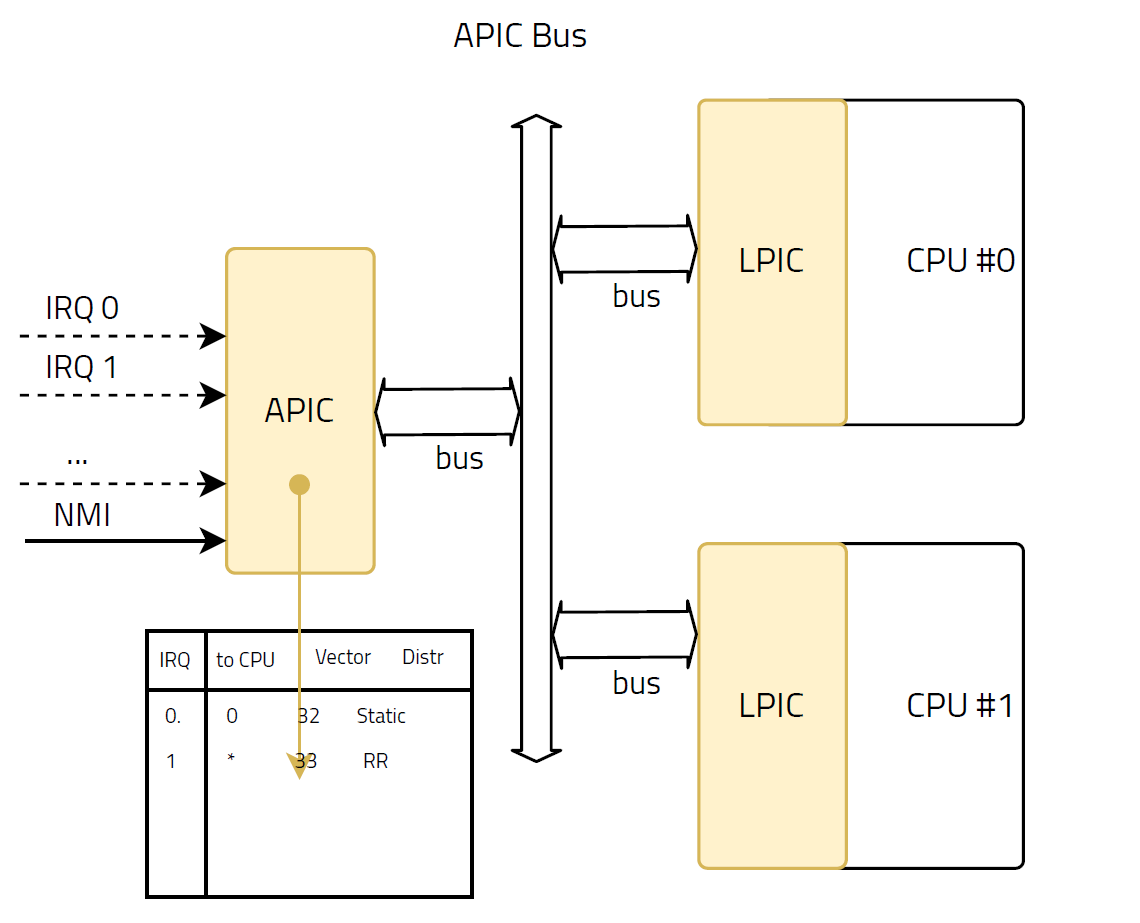 APIC Bus
IRQ 0
IRQ 1
...
NMI
APIC
bus
bus
LPIC
CPU #0
bus
LPIC
CPU #1
IRQ to CPU Vector Distr
0. 0 32 Static
1 * 33 RR